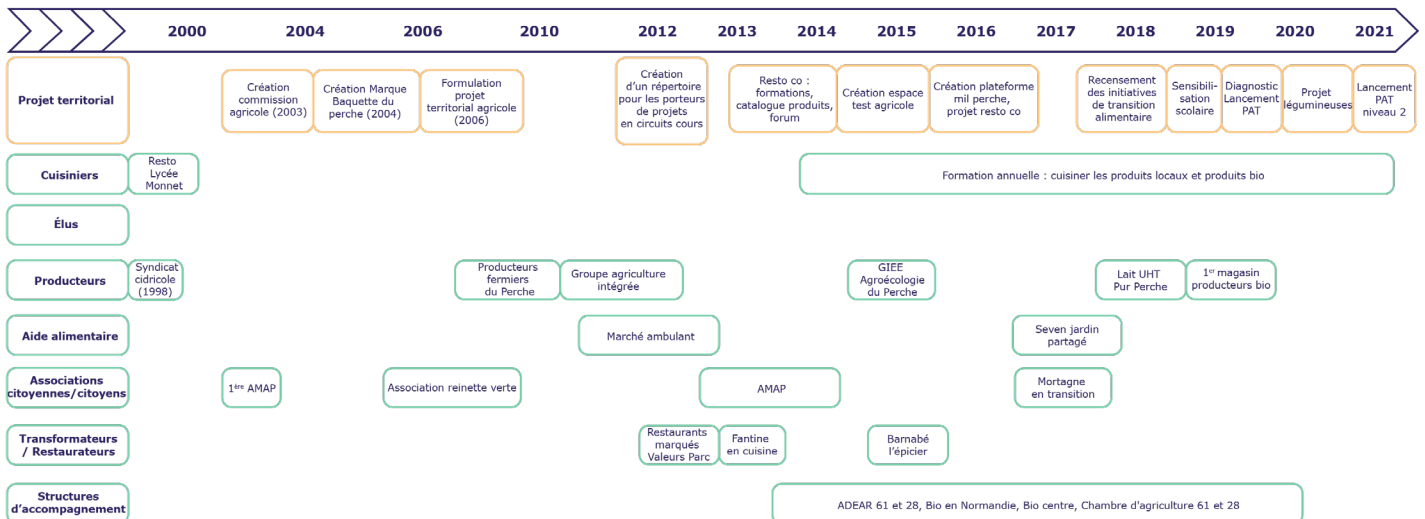 2000 2004 2006 2010 2012 2013 2014 2015 2016 2017 2018 2019 2020 2021
Projet territorial
Création
commission
agricole (2003)
Création Marque
Baquette du
perche (2004)
Formulation
projet
territorial agricole
(2006)
Création
d'un répertoire
pour les porteurs
de projets
en circuits cours
Resto co :
formations,
catalogue produits,
forum
Création espace
test agricole
Création plateforme
mil perche,
projet resto co
Recensement
des initiatives
de transition
alimentaire
Sensibili-
sation
scolaire
Diagnostic
Lancement
PAT
Projet
légumineuses
Lancement
PAT
niveau 2
Cuisiniers
Resto
Lycée
Monnet
Formation annuelle : cuisiner les produits locaux et produits bio
Élus
Producteurs
Syndicat
cidricole
(1998)
Producteurs
fermiers
du Perche
Groupe agriculture
intégrée
GIEE
Agroécologie
du Perche
Lait UHT
Pur Perche
1er magasin
producteurs bio
Aide alimentaire
Marché ambulant
Seven jardin
partagé
Associations
citoyennes/citoyens
1ère AMAP
Association reinette verte
AMAP
Mortagne
en transition
Transformateurs
/ Restaurateurs
Restaurants
marqués
Valeurs Parc
Fantine
en cuisine
Barnabé
l'épicier
Structures
d'accompagnement
ADEAR 61 et 28, Bio en Normandie, Bio centre, Chambre d'agriculture 61 et 28